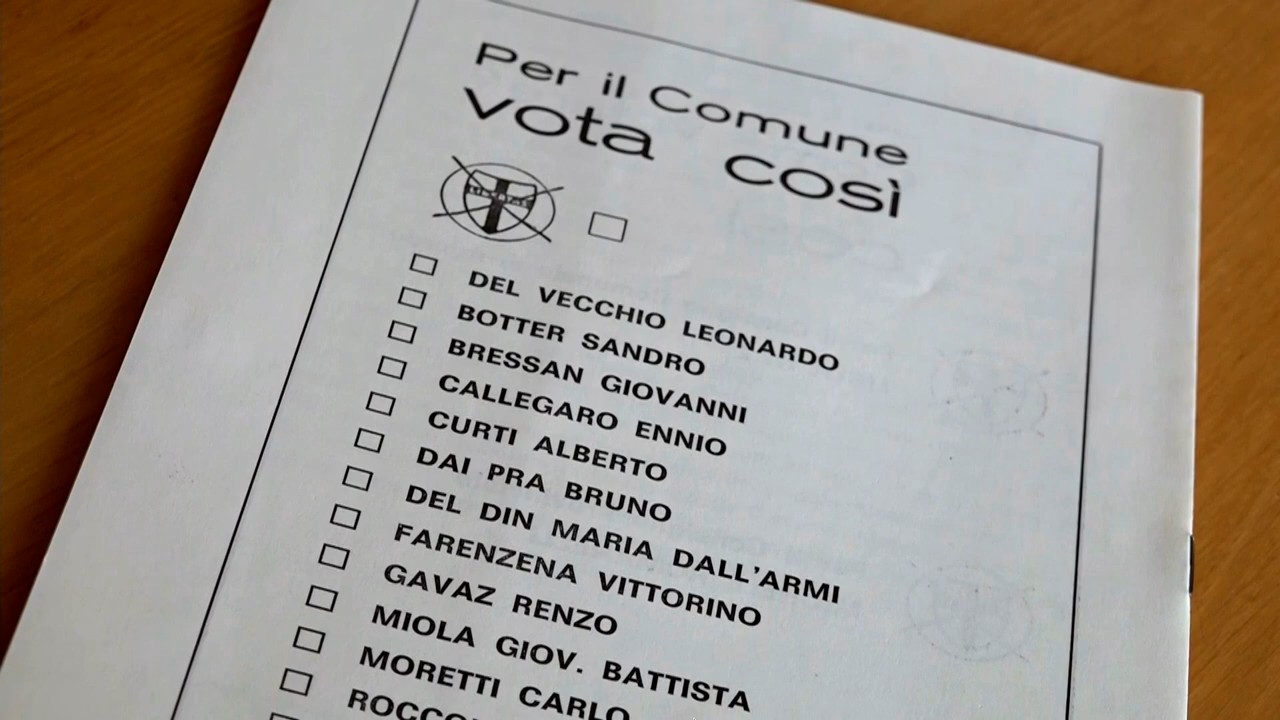 Per il Comune
vota così
LIBERTAS
DEL VECCHIO LEONARDO
BOTTER SANDRO
BRESSAN GIOVANNI
CALLEGARO ENNIO
CURTI ALBERTO
DAI PRA BRUNO
DEL DIN MARIA DALL'ARMI
FARENZENA VITTORINO
GAVAZ RENZO
MIOLA GIOV. BATTISTA
MORETTI CARLO